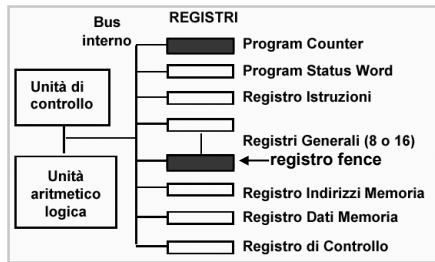 Bus
interno
REGISTRI
Program Counter
Program Status Word
Registro Istruzioni
Registri Generali (8 o 16)
registro fence
Registro Indirizzi Memoria
Registro Dati Memoria
Registro di Controllo
Unità di
controllo
Unità
aritmetico
logica